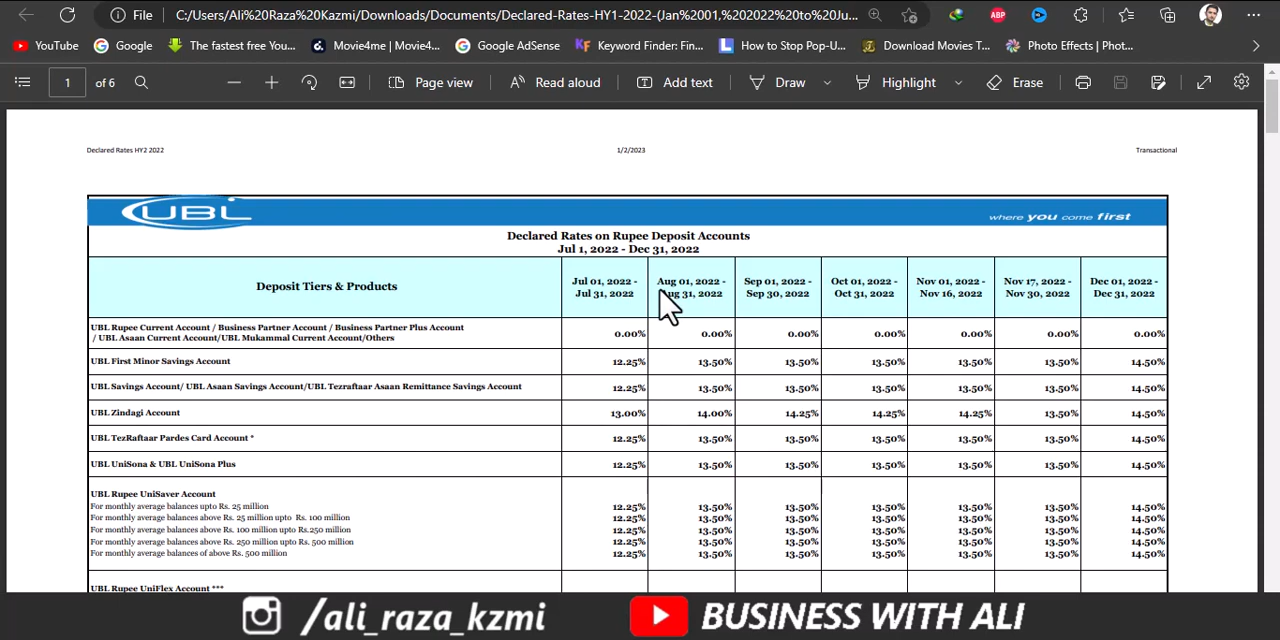 File C:/Users/Ali%20Raza%20Kazmi/Downloads/Documents/Declared-Rates-HY1-2022-(Jan%2001,%202022%20to%20Ju... ABP
YouTube Google The fastest free You... Movie4me | Movie4... Google AdSense KF Keyword Finder: Fin... L How to Stop Pop-U... Download Movies T... Photo Effects | Phot...
1 of 6 Page view Read aloud Add text Draw Highlight Erase
Declared Rates HY2 2022 1/2/2023 Transactional
UBL where you come first
Declared Rates on Rupee Deposit Accounts
Jul 1, 2022 - Dec 31, 2022
Deposit Tiers & Products Jul 01, 2022 - Jul 31, 2022 Aug 01, 2022 - Aug 31, 2022 Sep 01, 2022 - Sep 30, 2022 Oct 01, 2022 - Oct 31, 2022 Nov 01, 2022 - Nov 16, 2022 Nov 17, 2022 - Nov 30, 2022 Dec 01, 2022 - Dec 31, 2022
UBL Rupee Current Account / Business Partner Account / Business Partner Plus Account
/ UBL Asaan Current Account/UBL Mukammal Current Account/Others 0.00% 0.00% 0.00% 0.00% 0.00% 0.00% 0.00%
UBL First Minor Savings Account 12.25% 13.50% 13.50% 13.50% 13.50% 13.50% 14.50%
UBL Savings Account/ UBL Asaan Savings Account/UBL Tezraftaar Asaan Remittance Savings Account 12.25% 13.50% 13.50% 13.50% 13.50% 13.50% 14.50%
UBL Zindagi Account 13.00% 14.00% 14.25% 14.25% 14.25% 13.50% 14.50%
UBL TezRaftaar Pardes Card Account * 12.25% 13.50% 13.50% 13.50% 13.50% 13.50% 14.50%
UBL UniSona & UBL UniSona Plus 12.25% 13.50% 13.50% 13.50% 13.50% 13.50% 14.50%
UBL Rupee UniSaver Account
For monthly average balances upto Rs. 25 million 12.25% 13.50% 13.50% 13.50% 13.50% 13.50% 14.50%
For monthly average balances above Rs. 25 million upto Rs. 100 million 12.25% 13.50% 13.50% 13.50% 13.50% 13.50% 14.50%
For monthly average balances above Rs. 100 million upto Rs.250 million 12.25% 13.50% 13.50% 13.50% 13.50% 13.50% 14.50%
For monthly average balances above Rs. 250 million upto Rs. 500 million 12.25% 13.50% 13.50% 13.50% 13.50% 13.50% 14.50%
For monthly average balances of above Rs. 500 million 12.25% 13.50% 13.50% 13.50% 13.50% 13.50% 14.50%
UBL Rupee UniFlex Account ***
/ali_raza_kzmi BUSINESS WITH ALI